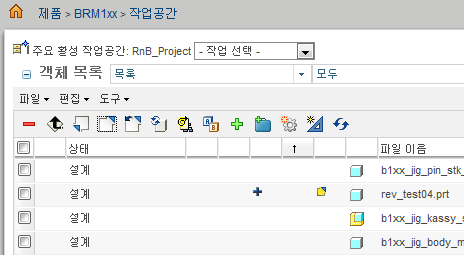 제품 > BRM1xx > 작업공간
주요 활성 작업공간: RnB_Project - 작업 선택 -
객체 목록 목록 모두
파일 편집 도구
상태 파일 이름
설계 b1xx_jig_pin_stk_
설계 rev_test04.prt
설계 b1xx_jig_kassy_s
설계 b1xx_jig_body_m